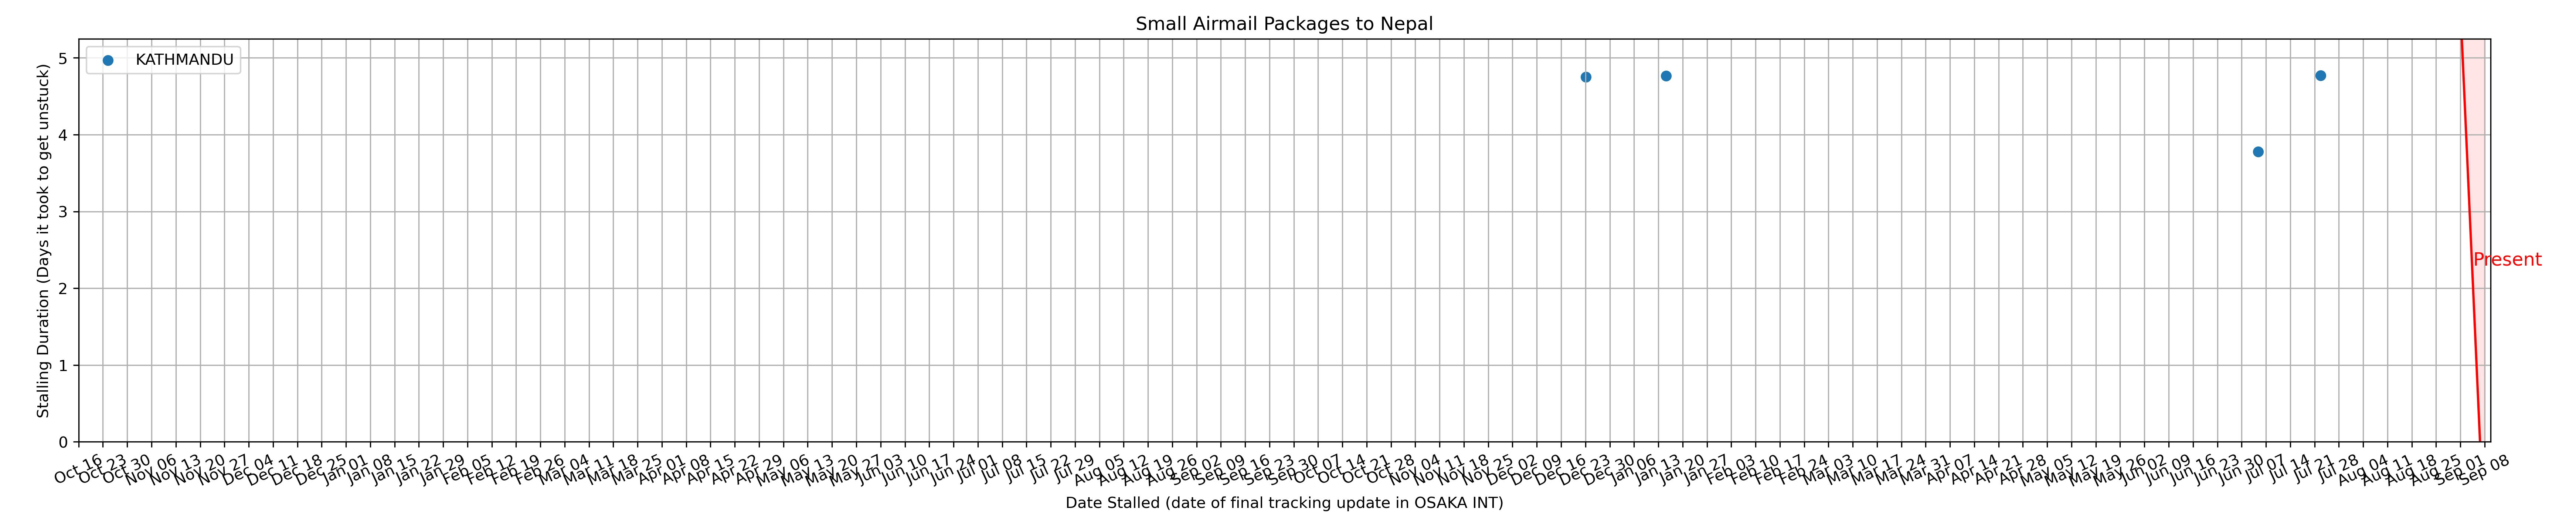 Small Airmail Packages to Nepal
KATHMANDU
Stalling Duration (Days it took to get unstuck)
5
4
3
2
1
0
Present
Oct 16
Oct 23
Oct 30
Nov 06
Nov 13
Nov 20
Nov 27
Dec 04
Dec 11
Dec 18
Dec 25
Jan 01
Jan 08
Jan 15
Jan 22
Jan 29
Feb 05
Feb 12
Feb 19
Feb 26
Mar 04
Mar 11
Mar 18
Mar 25
Apr 01
Apr 08
Apr 15
Apr 22
Apr 29
May 06
May 13
May 20
May 27
Jun 03
Jun 10
Jun 17
Jun 24
Jul 01
Jul 08
Jul 15
Jul 22
Jul 29
Aug 05
Aug 12
Aug 19
Aug 26
Sep 02
Sep 09
Sep 16
Sep 23
Sep 30
Oct 07
Oct 14
Oct 21
Oct 28
Nov 04
Nov 11
Nov 18
Nov 25
Dec 02
Dec 09
Dec 16
Dec 23
Dec 30
Jan 06
Jan 13
Jan 20
Jan 27
Feb 03
Feb 10
Feb 17
Feb 24
Mar 03
Mar 10
Mar 17
Mar 24
Mar 31
Apr 07
Apr 14
Apr 21
Apr 28
May 05
May 12
May 19
May 26
Jun 02
Jun 09
Jun 16
Jun 23
Jun 30
Jul 07
Jul 14
Jul 21
Jul 28
Aug 04
Aug 11
Aug 18
Aug 25
Sep 01
Sep 08
Date Stalled (date of final tracking update in OSAKA INT)